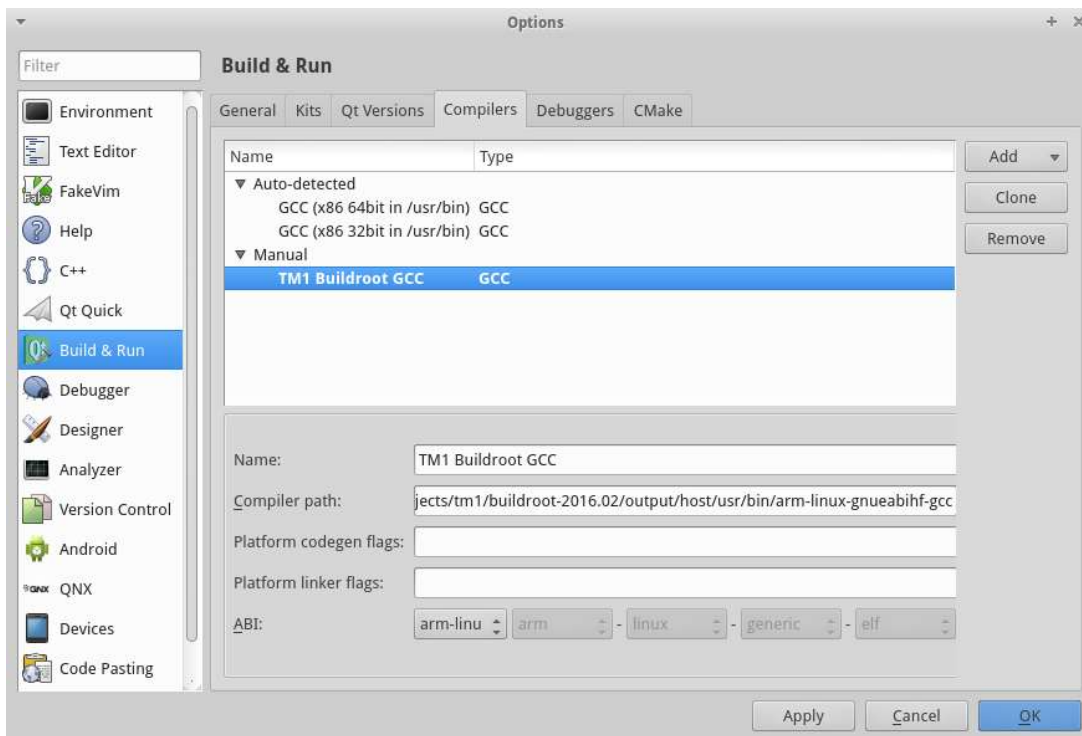 Options
Filter
Build & Run
Environment
Text Editor
FakeVim
Help
C++
Qt Quick
Build & Run
Debugger
Designer
Analyzer
Version Control
Android
QNX
Devices
Code Pasting
General Kits Qt Versions Compilers Debuggers CMake
Name Type
Auto-detected
GCC (x86 64bit in /usr/bin) GCC
GCC (x86 32bit in /usr/bin) GCC
Manual
TM1 Buildroot GCC GCC
Add
Clone
Remove
Name: TM1 Buildroot GCC
Compiler path: jects/tm1/buildroot-2016.02/output/host/usr/bin/arm-linux-gnueabihf-gcc
Platform codegen flags:
Platform linker flags:
ABI: arm-linu arm - linux - generic - elf
Apply Cancel OK